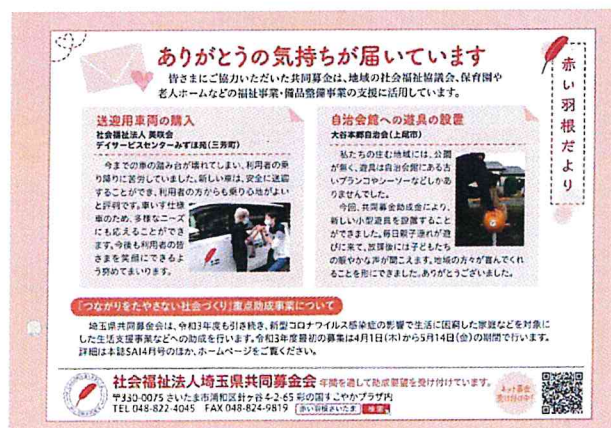 ありがとうの気持ちが届いています
皆さまにご協力いただいた共同募金は、地域の社会福祉協議会、保育園や
老人ホームなどの福祉事業・備品整備事業の支援に活用しています。
赤い羽根だより
送迎用車両の購入
社会福祉法人 美咲会
デイサービスセンターみずほ苑(三芳町)
今までの車の踏み台が壊れてしまい、利用者の乗
り降りに苦労していました。新しい車は、安全に送迎
することができ、利用者の方からも乗り心地がよい
と評判です。車いす仕様
車のため、多様なニーズ
にも応えることができ
ます。今後も利用者の皆
さまを笑顔にできるよ
う努めてまいります。
自治会館への遊具の設置
大谷本郷自治会(上尾市)
私たちの住む地域には、公園
が無く、遊具は自治会館にある古
いブランコやシーソーなどしかあ
りませんでした。
今回、共同募金助成金により、
新しい小型遊具を設置すること
ができました。毎日親子連れが遊
びに来て、放課後には子どもたち
の賑やかな声が聞こえます。地域の方々が喜んでくれ
ることを形にできました。ありがとうございました。
「つながりをたやさない社会づくり」重点助成事業について
埼玉県共同募金会は、令和3年度も引き続き、新型コロナウイルス感染症の影響で生活に困窮した家庭などを対象に
した生活支援事業などへの助成を行います。令和3年度最初の募集は4月1日(木)から5月14日(金)の期間で行います。
詳細は本誌SAI4月号のほか、ホームページをご覧ください。
社会福祉法人埼玉県共同募金会 年間を通して助成要望を受け付けています。
〒330-0075 さいたま市浦和区針ヶ谷4-2-65 彩の国すこやかプラザ内
TEL 048-822-4045 FAX 048-824-9819 赤い羽根さいたま 検索
ネット募金
受け付け中!